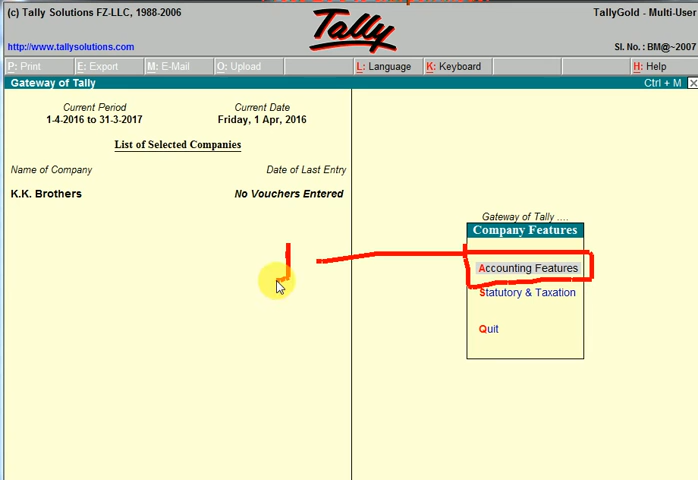 (c) Tally Solutions FZ-LLC, 1988-2006
Tally
TallyGold - Multi-User
http://www.tallysolutions.com
Sl. No.: BM@~2007
P: Print E: Export M: E-Mail O: Upload L: Language K: Keyboard H: Help
Gateway of Tally
Ctrl + M X
Current Period Current Date
1-4-2016 to 31-3-2017 Friday, 1 Apr, 2016
List of Selected Companies
Name of Company Date of Last Entry
K.K. Brothers No Vouchers Entered
Gateway of Tally ....
Company Features
Accounting Features
Statutory & Taxation
Quit